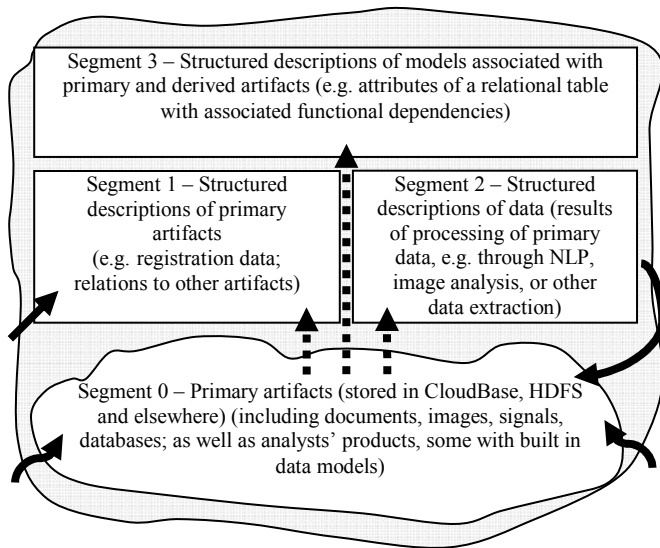 Segment 3 – Structured descriptions of models associated with
primary and derived artifacts (e.g. attributes of a relational table
with associated functional dependencies)
Segment 1 – Structured
descriptions of primary
artifacts
(e.g. registration data;
relations to other artifacts)
Segment 2 – Structured
descriptions of data (results
of processing of primary
data, e.g. through NLP,
image analysis, or other
data extraction)
Segment 0 – Primary artifacts (stored in CloudBase, HDFS
and elsewhere) (including documents, images, signals,
databases; as well as analysts’ products, some with built in
data models)